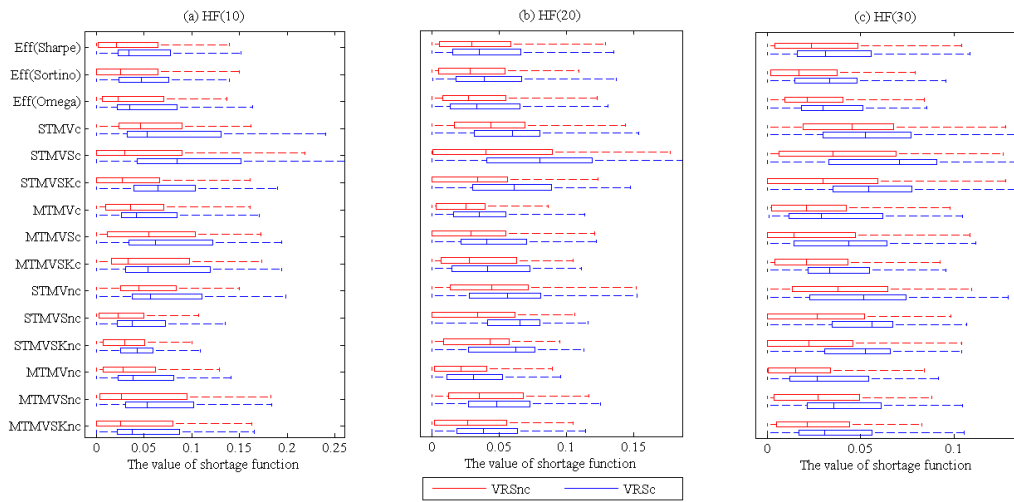 (a) HF(10)
(b) HF(20)
(c) HF(30)
Eff(Sharpe)
Eff(Sortino)
Eff(Omega)
STMVc
STMVSc
STMVSKc
MTMVc
MTMVSc
MTMVSKc
STMVnc
STMVSnc
STMVSKnc
MTMVnc
MTMVSnc
MTMVSKnc
0 0.05 0.1 0.15 0.2 0.25
0 0.05 0.1 0.15
0 0.05 0.1
The value of shortage function
The value of shortage function
The value of shortage function
VRSnc VRSc